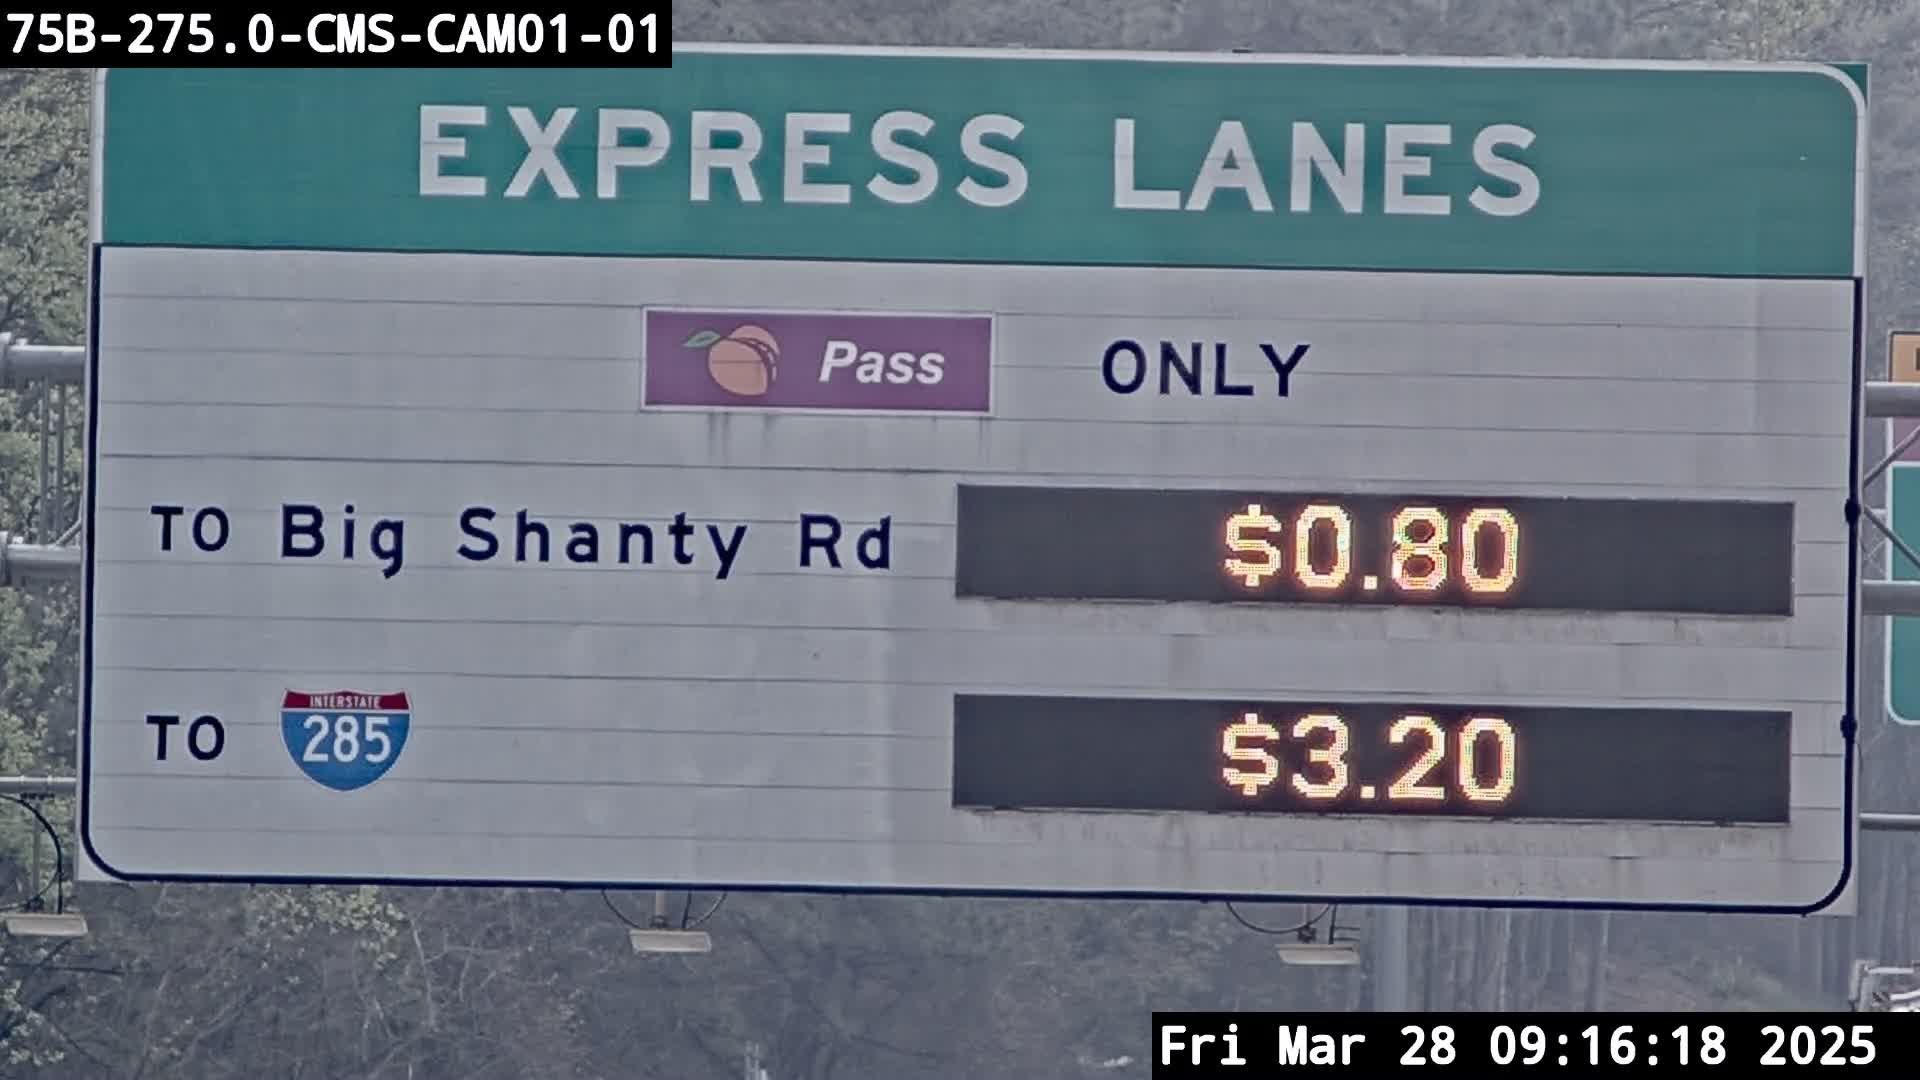 75B-275.0-CMS-CAM01-01
EXPRESS LANES
Pass ONLY
TO Big Shanty Rd $0.80
INTERSTATE
TO 285 $3.20
Fri Mar 28 09:16:18 2025